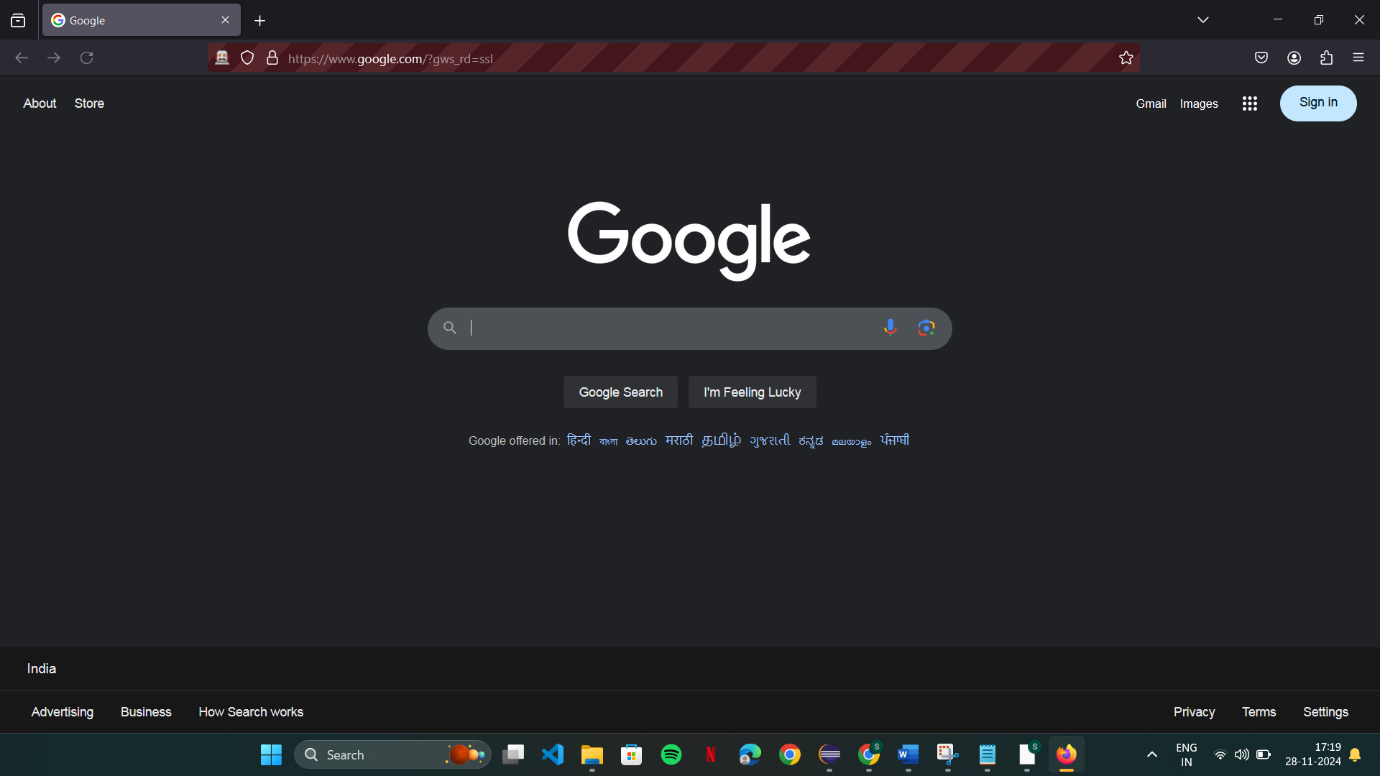 Google
https://www.google.com/?gws_rd=ssl
About Store
Gmail Images Sign in
Google
Google Search I'm Feeling Lucky
Google offered in: हिन्दी বাংলা తెలుగు मराठी தமிழ் ગુજરાતી ಕನ್ನಡ മലയാളം ਪੰਜਾਬੀ
India
Advertising Business How Search works
Privacy Terms Settings
Search
ENG
IN
17:19
28-11-2024